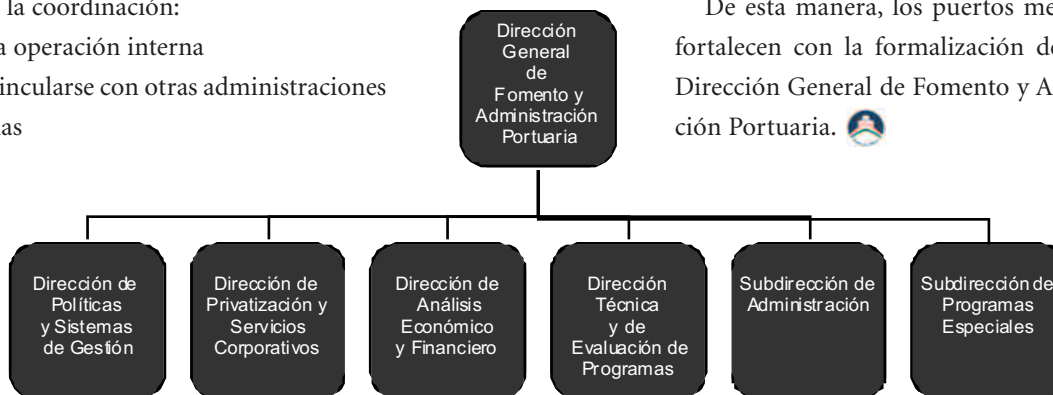 la coordinación:
a operación interna
incularse con otras administraciones
as
De esta manera, los puertos me
fortalecen con la formalización d
Dirección General de Fomento y A
ción Portuaria.
Dirección
General
de
Fomento y
Administración
Portuaria
Dirección de
Políticas
y Sistemas
de Gestión
Dirección de
Privatización y
Servicios
Corporativos
Dirección de
Análisis
Económico
y Financiero
Dirección
Técnica
y de
Evaluación de
Programas
Subdirección de
Administración
Subdirección de
Programas
Especiales